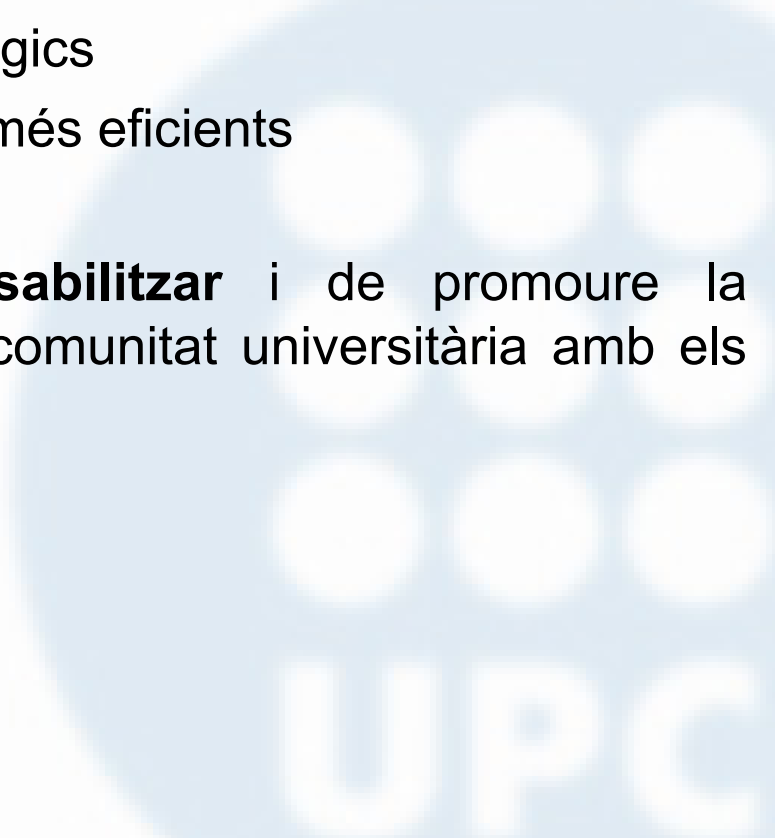 gics
més eficients
sabilitzar i de promoure la
comunitat universitària amb els
UPC